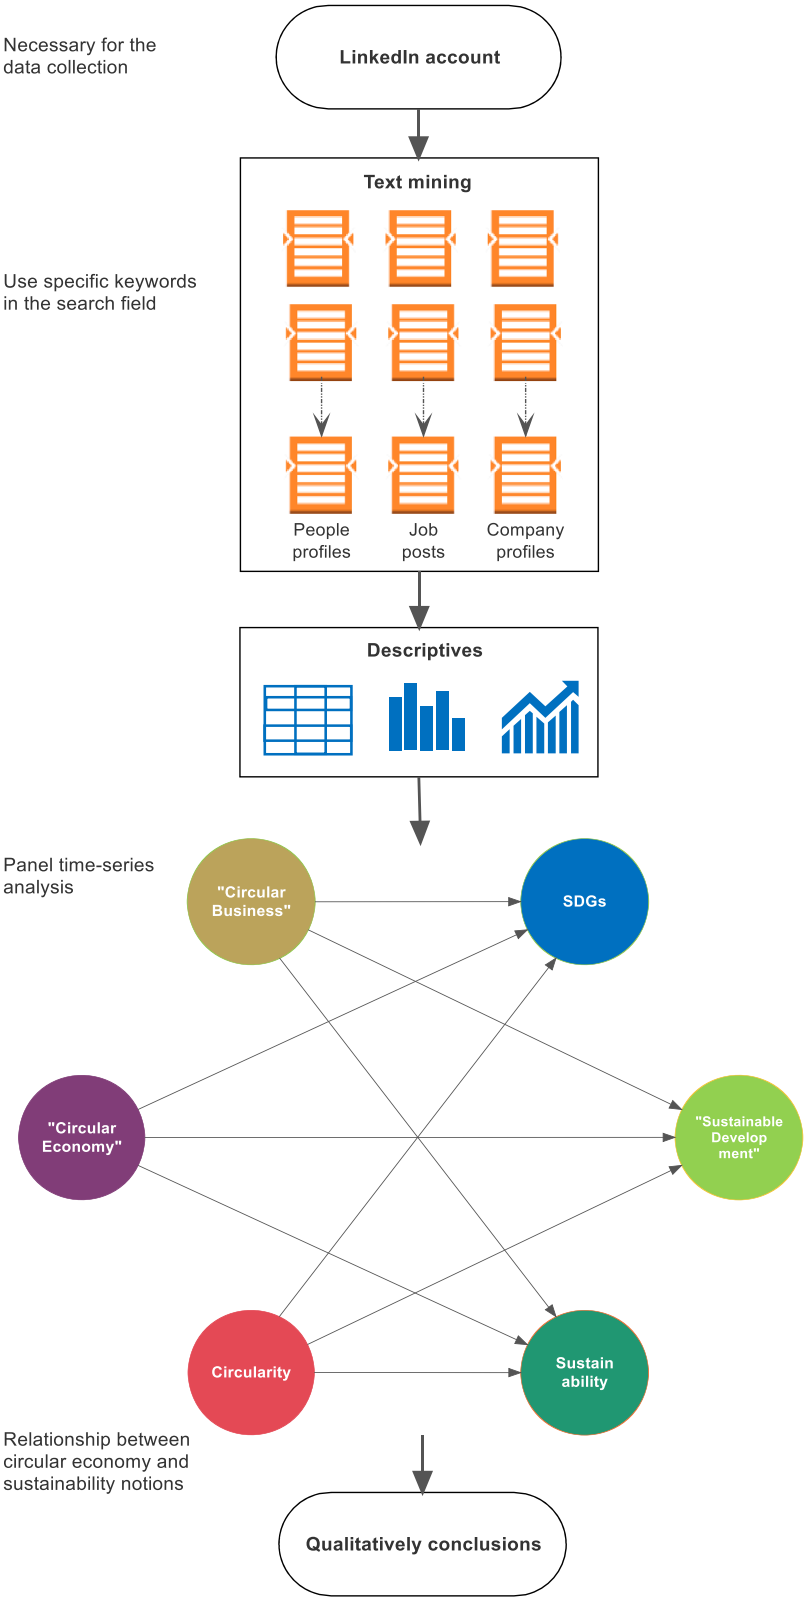 Necessary for the
data collection
LinkedIn account
Text mining
Use specific keywords
in the search field
People
profiles
Job
posts
Company
profiles
Descriptives
Panel time-series
analysis
"Circular
Business"
SDGs
"Circular
Economy"
"Sustainable
Develop
ment"
Circularity
Sustain
ability
Relationship between
circular economy and
sustainability notions
Qualitatively conclusions